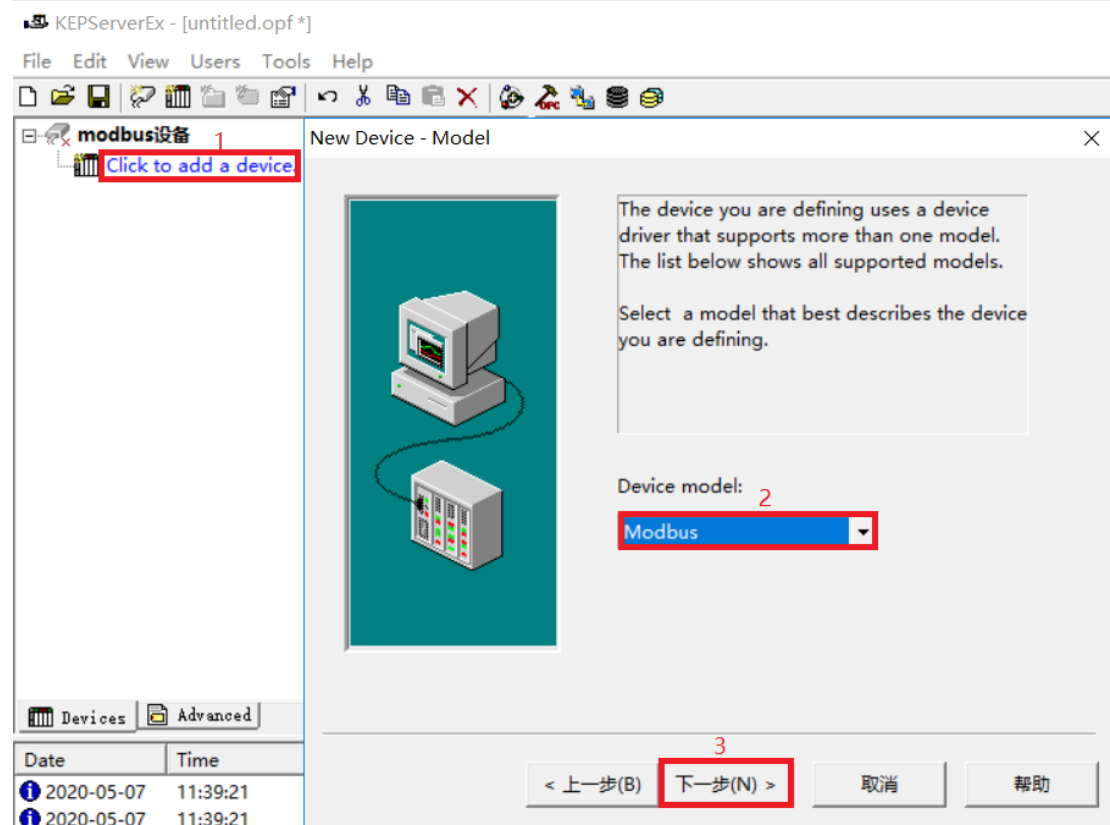 KEPServerEx - [untitled.opf *]
File Edit View Users Tools Help
modbus设备
1
Click to add a device.
New Device - Model
The device you are defining uses a device
driver that supports more than one model.
The list below shows all supported models.
Select a model that best describes the device
you are defining.
Device model:
2
Modbus
Devices
Advanced
3
< 上一步(B)
下一步(N) >
取消
帮助
Date
Time
2020-05-07
11:39:21
2020-05-07
11:39:21